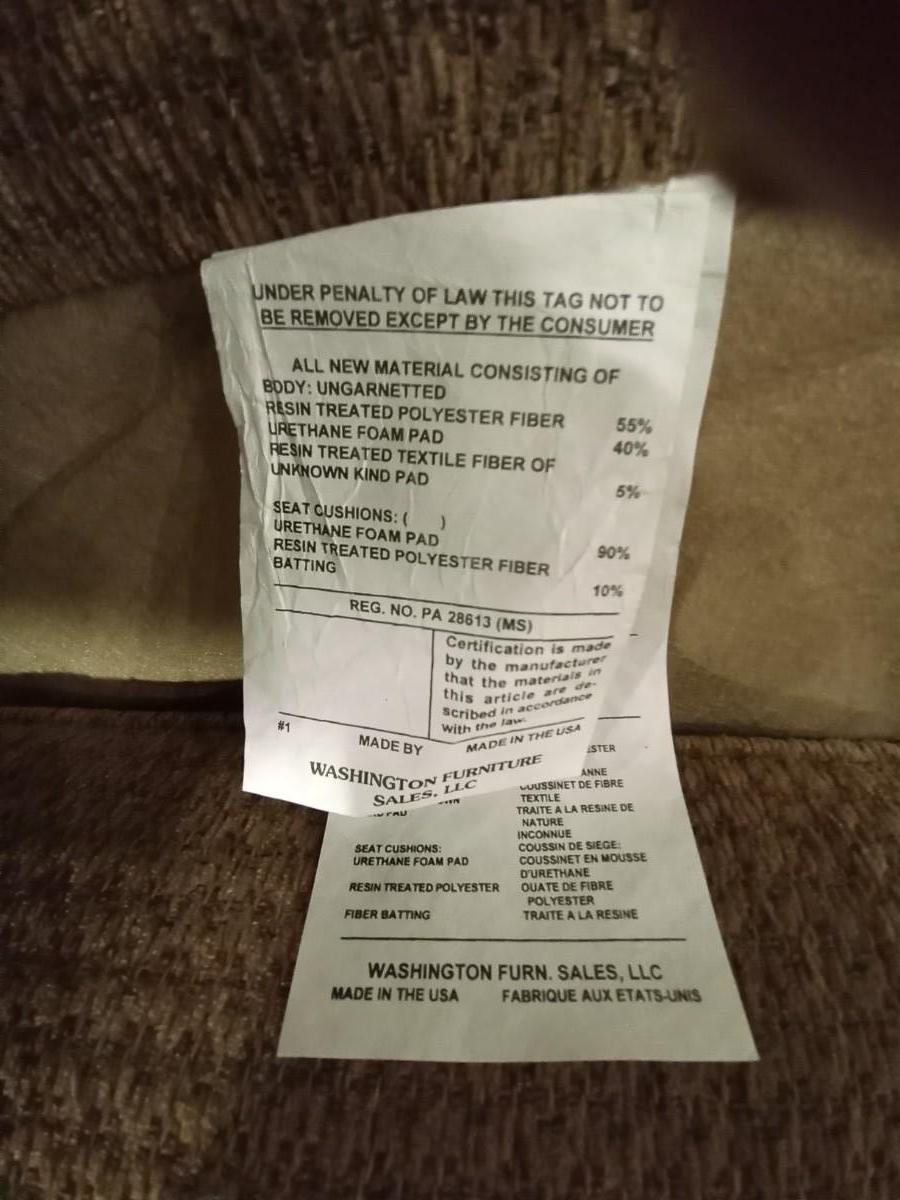 UNDER PENALTY OF LAW THIS TAG NOT TO
BE REMOVED EXCEPT BY THE CONSUMER
ALL NEW MATERIAL CONSISTING OF
BODY: UNGARNETTED
RESIN TREATED POLYESTER FIBER 55%
URETHANE FOAM PAD 40%
RESIN TREATED TEXTILE FIBER OF
UNKNOWN KIND PAD 5%
SEAT CUSHIONS: ( )
URETHANE FOAM PAD 90%
RESIN TREATED POLYESTER FIBER
BATTING 10%
REG. NO. PA 28613 (MS)
Certification is made
by the manufacturer
that the materials in
this article are de-
scribed in accordance
with the law.
#1
MADE BY MADE IN THE USA
WASHINGTON FURNITURE
SALES, LLC
ESTER
ANNE
COUSSINET DE FIBRE
TEXTILE
TRAITE A LA RESINE DE
NATURE
INCONNUE
SEAT CUSHIONS: COUSSIN DE SIEGE:
URETHANE FOAM PAD COUSSINET EN MOUSSE
D'URETHANE
RESIN TREATED POLYESTER OUATE DE FIBRE
POLYESTER
FIBER BATTING TRAITE A LA RESINE
WASHINGTON FURN. SALES, LLC
MADE IN THE USA FABRIQUE AUX ETATS-UNIS